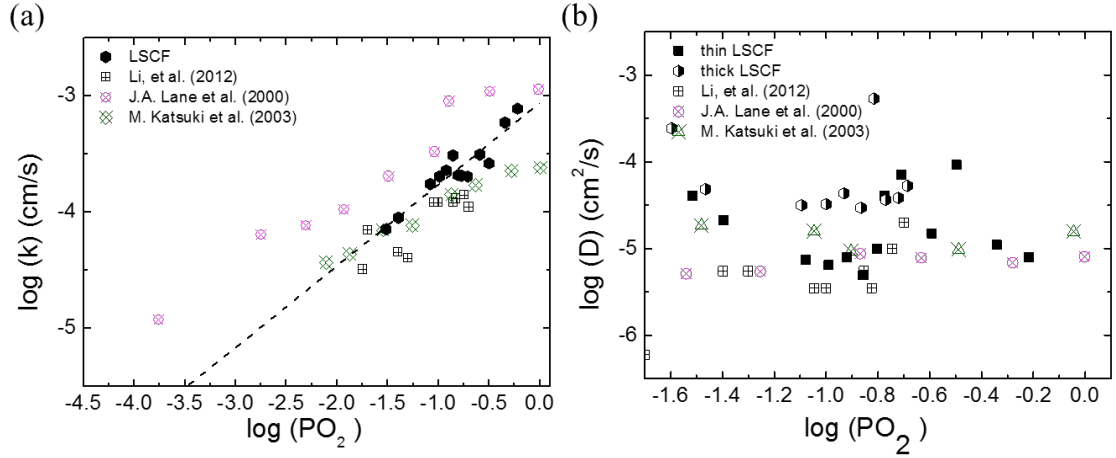 (a)
LSCF
Li, et al. (2012)
J.A. Lane et al. (2000)
M. Katsuki et al. (2003)
-3
-4
-5
log (k) (cm/s)
-4.5 -4.0 -3.5 -3.0 -2.5 -2.0 -1.5 -1.0 -0.5 0.0
log (PO2)
(b)
thin LSCF
thick LSCF
Li, et al. (2012)
J.A. Lane et al. (2000)
M. Katsuki et al. (2003)
-3
-4
-5
-6
log (D) (cm²/s)
-1.6 -1.4 -1.2 -1.0 -0.8 -0.6 -0.4 -0.2 0.0
log (PO2)